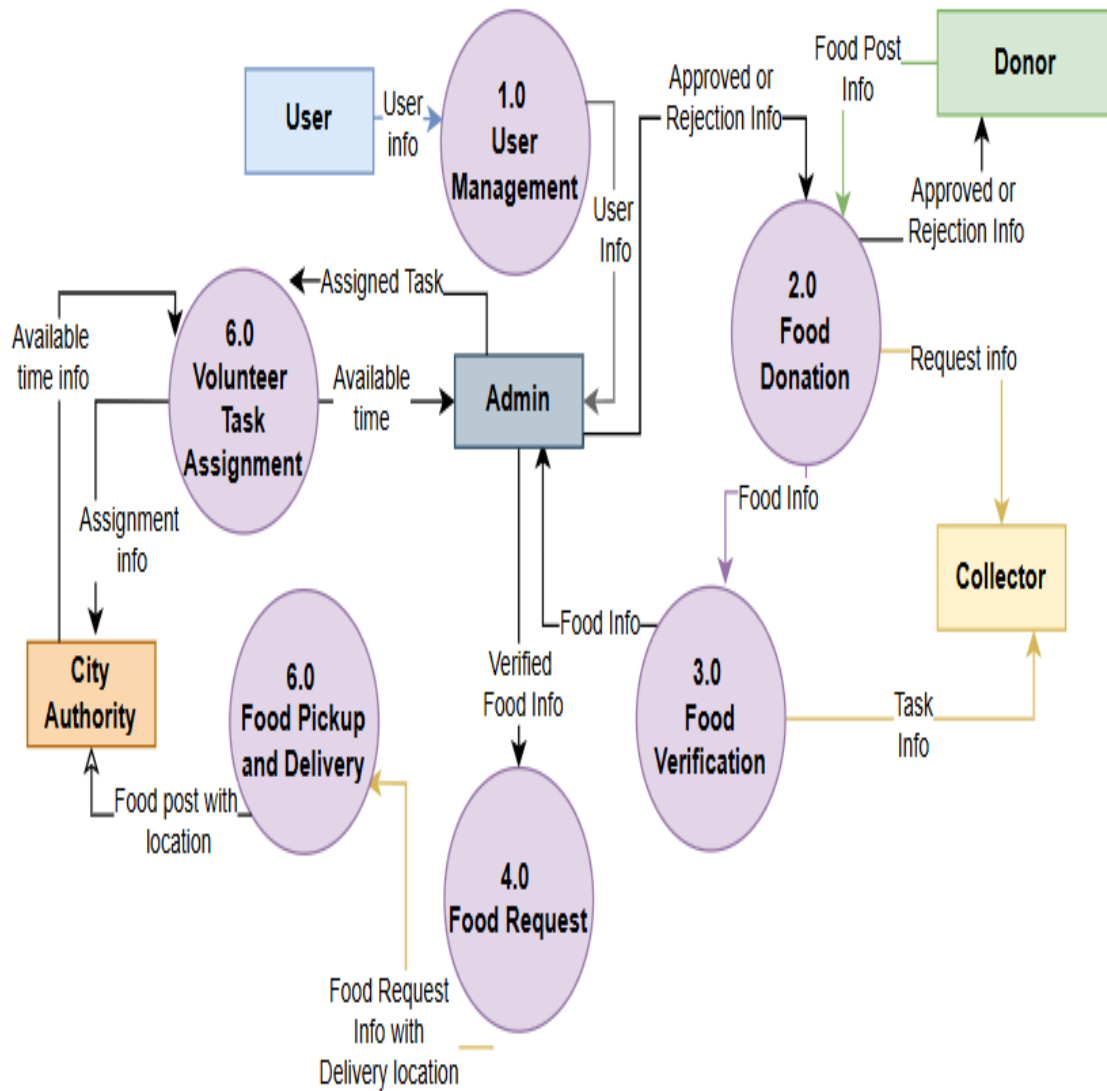 User
User
info
1.0
User
Management
User
Info
Approved or
Rejection Info
Food Post
Info
Donor
Approved or
Rejection Info
2.0
Food
Donation
Request info
Assigned Task
Available
time info
6.0
Volunteer
Task
Assignment
Available
time
Admin
Assignment
info
Food Info
Collector
City
Authority
6.0
Food Pickup
and Delivery
Food post with
location
Verified
Food Info
Food Info
3.0
Food
Verification
Task
Info
4.0
Food Request
Food Request
Info with
Delivery location